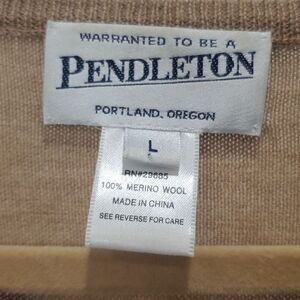 WARRANTED TO BE A
PENDLETON
PORTLAND, OREGON
L
RN#29685
100% MERINO WOOL
MADE IN CHINA
SEE REVERSE FOR CARE